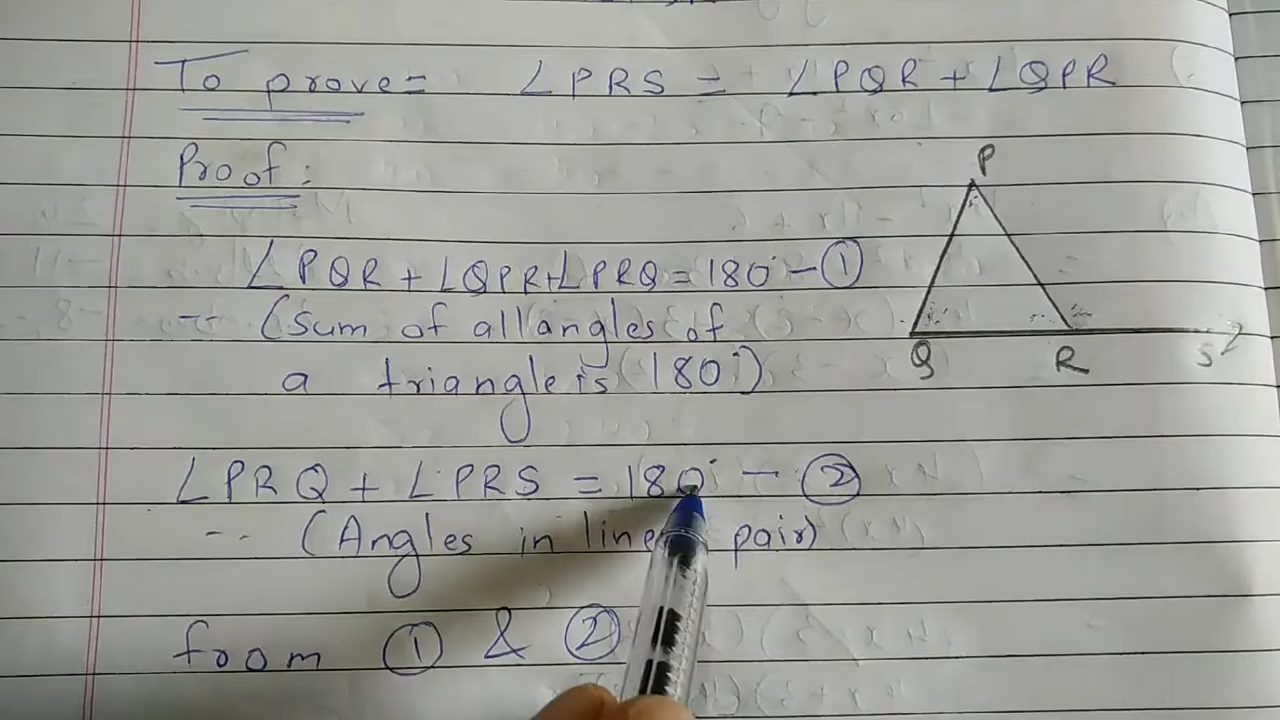 To prove = ∠PRS = ∠PQR + ∠QPR
Proof :
∠PQR + ∠QPR + ∠PRQ = 180° - ①
-- (Sum of all angles of
a triangle is 180°)
∠PRQ + ∠PRS = 180° - ②
-- (Angles in pair)
from ① & ②
P
Q R S